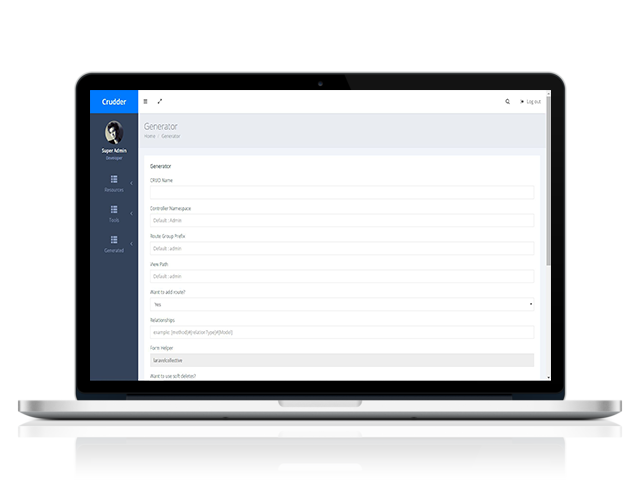 Crudder
Log out
Super Admin
Developer
Resources
Tools
Generated
Generator
Home / Generator
Generator
CRUD Name
Controller Namespace
Default : Admin
Route Group Prefix
Default : admin
View Path
Default : admin
Want to add route?
Yes
Relationships
example: [method]#[relationType]#[Model]
Form Helper
laravelcollective
Want to use soft deletes?